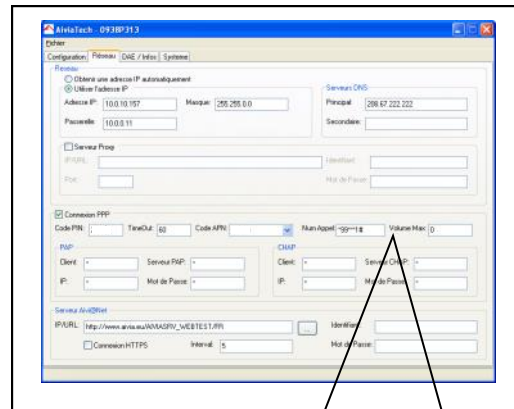 AlviaTech - 0938P313
Fichier
Configuration Réseau DAE / Infos Systeme
Reseau
Obtenir une adresse IP automatiquement
Utiliser l'adresse IP
Adresse IP: 10.0.10.157 Masque: 255.255.0.0
Passerelle: 10.0.0.11
Serveurs DNS
Principal: 208.67.222.222
Secondaire:
Serveur Proxy
IP/URL: Identifiant:
Port: Mot de Passe:
Connexion PPP
Code PIN: TimeOut: 60 Code APN: Num Appel: *99***1# Volume Max: 0
PAP
Client: Serveur PAP:
IP: Mot de Passe:
CHAP
Client: Serveur CHAP:
IP: Mot de Passe:
IP/URL: Identifiant:
... 
Connexion HTTPS Interval: 5 Mot de Passe: